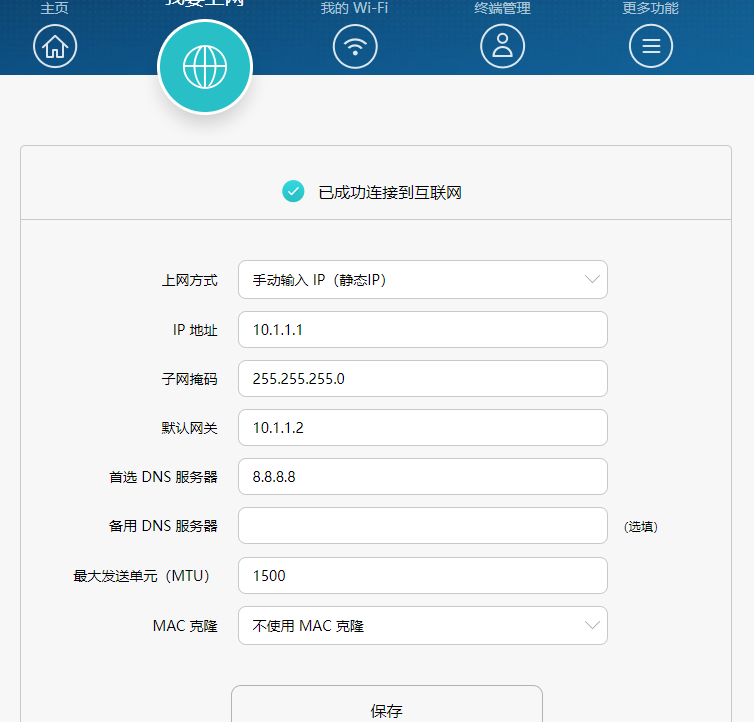 主页
我要上网
我的 Wi-Fi
终端管理
更多功能
已成功连接到互联网
上网方式 手动输入 IP（静态IP）
IP 地址 10.1.1.1
子网掩码 255.255.255.0
默认网关 10.1.1.2
首选 DNS 服务器 8.8.8.8
备用 DNS 服务器 (选填)
最大发送单元（MTU） 1500
MAC 克隆 不使用 MAC 克隆
保存